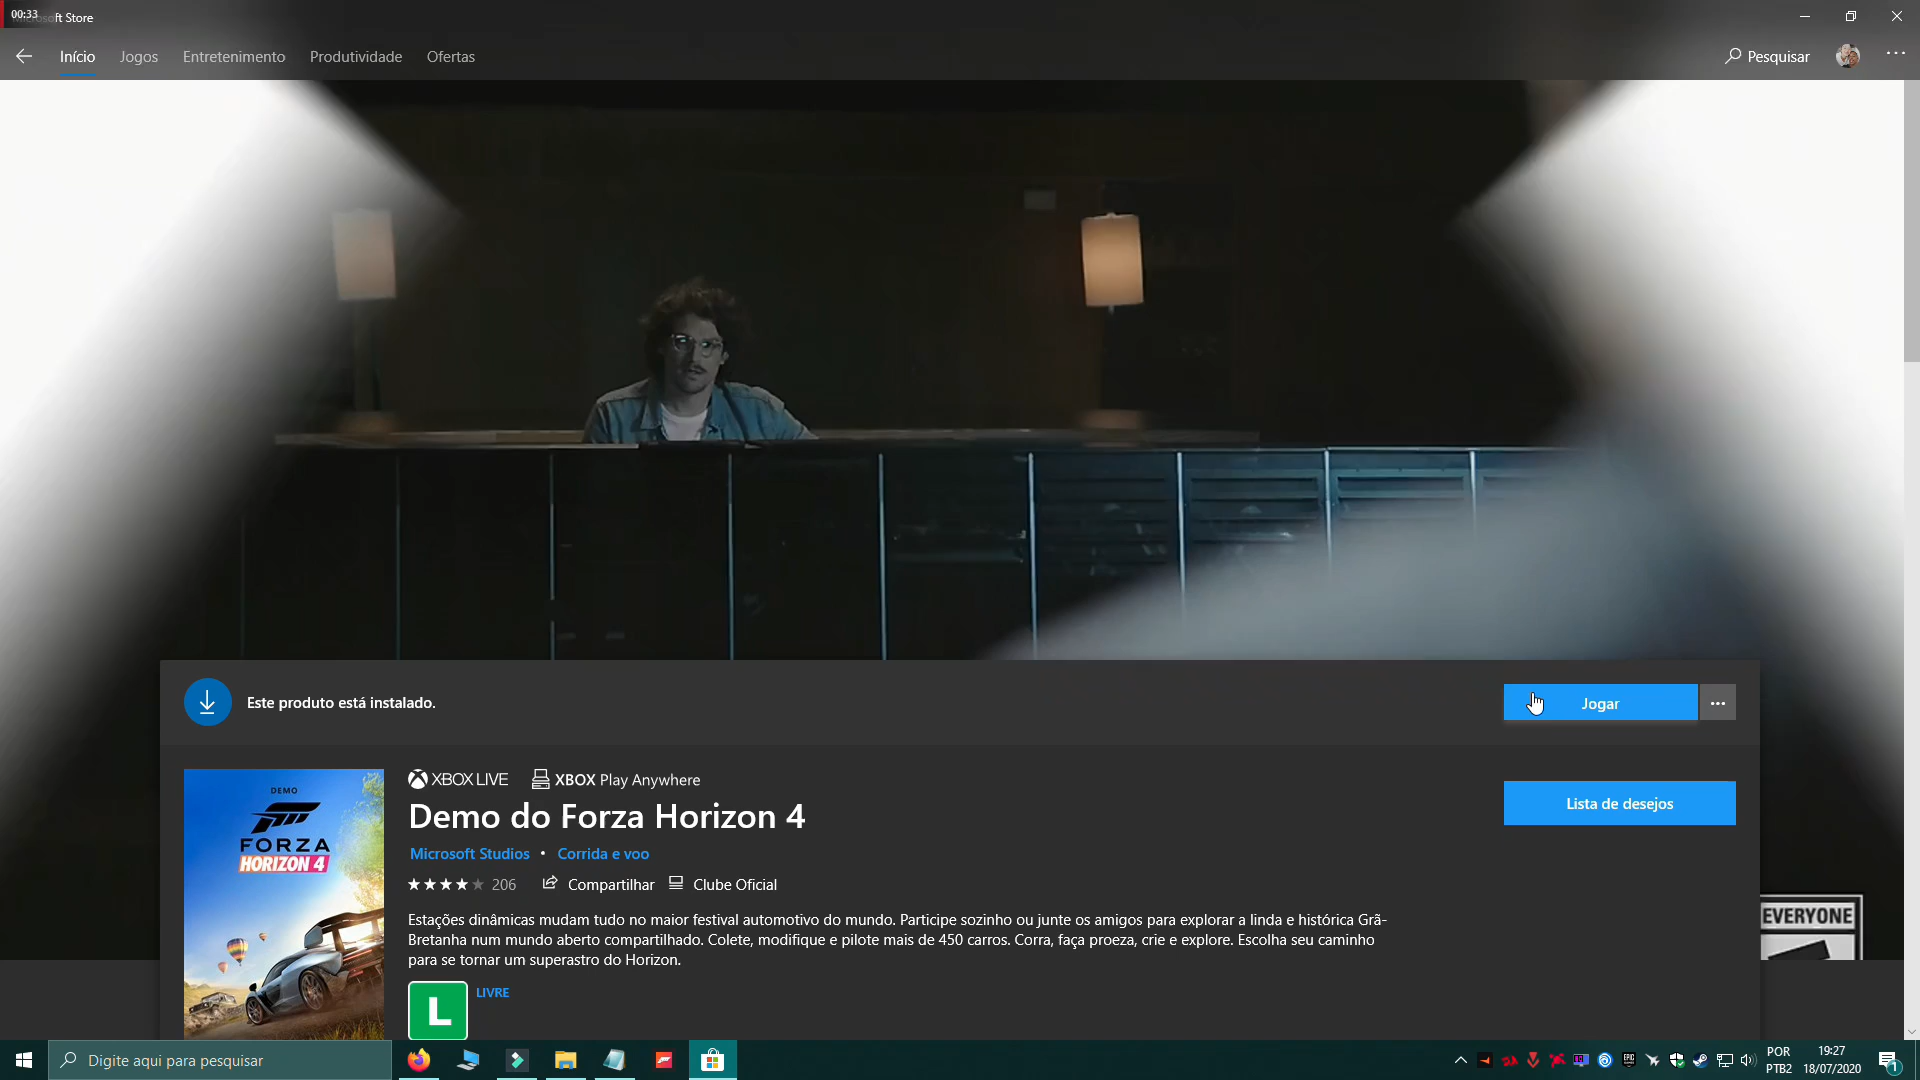 00:33
ft Store
Início
Jogos
Entretenimento
Produtividade
Ofertas
Pesquisar
Este produto está instalado.
Jogar
DEMO
FORZA
HORIZON 4
XBOX LIVE
XBOX Play Anywhere
Demo do Forza Horizon 4
Microsoft Studios • Corrida e voo
206
Compartilhar
Clube Oficial
Lista de desejos
Estações dinâmicas mudam tudo no maior festival automotivo do mundo. Participe sozinho ou junte os amigos para explorar a linda e histórica Grã-
Bretanha num mundo aberto compartilhado. Colete, modifique e pilote mais de 450 carros. Corra, faça proeza, crie e explore. Escolha seu caminho
para se tornar um superastro do Horizon.
L
LIVRE
EVERYONE
Digite aqui para pesquisar
POR
PTB2
19:27
18/07/2020
1